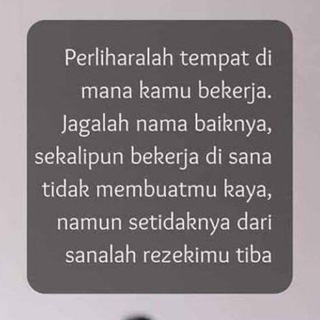 Perliharalah tempat di
mana kamu bekerja.
Jagalah nama baiknya,
sekalipun bekerja di sana
tidak membuatmu kaya,
namun setidaknya dari
sanalah rezekimu tiba